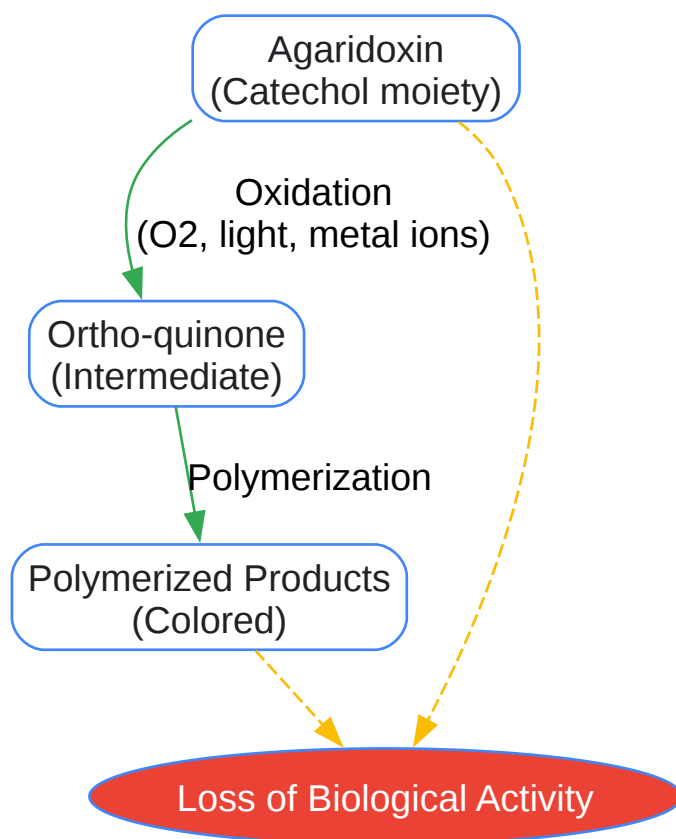 Agaridoxin
(Catechol moiety)
Oxidation
(O2, light, metal ions)
Ortho-quinone
(Intermediate)
Polymerization
Polymerized Products
(Colored)
Loss of Biological Activity